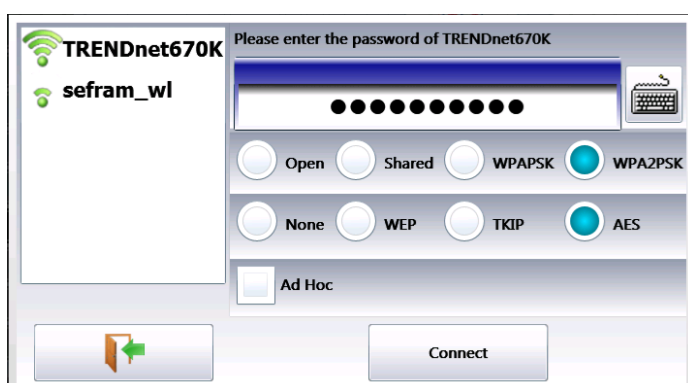 TRENDnet670K
sefram_wl
Please enter the password of TRENDnet670K
●●●●●●●●●●
Open Shared WPAPSK WPA2PSK
None WEP TKIP AES
Ad Hoc
Connect